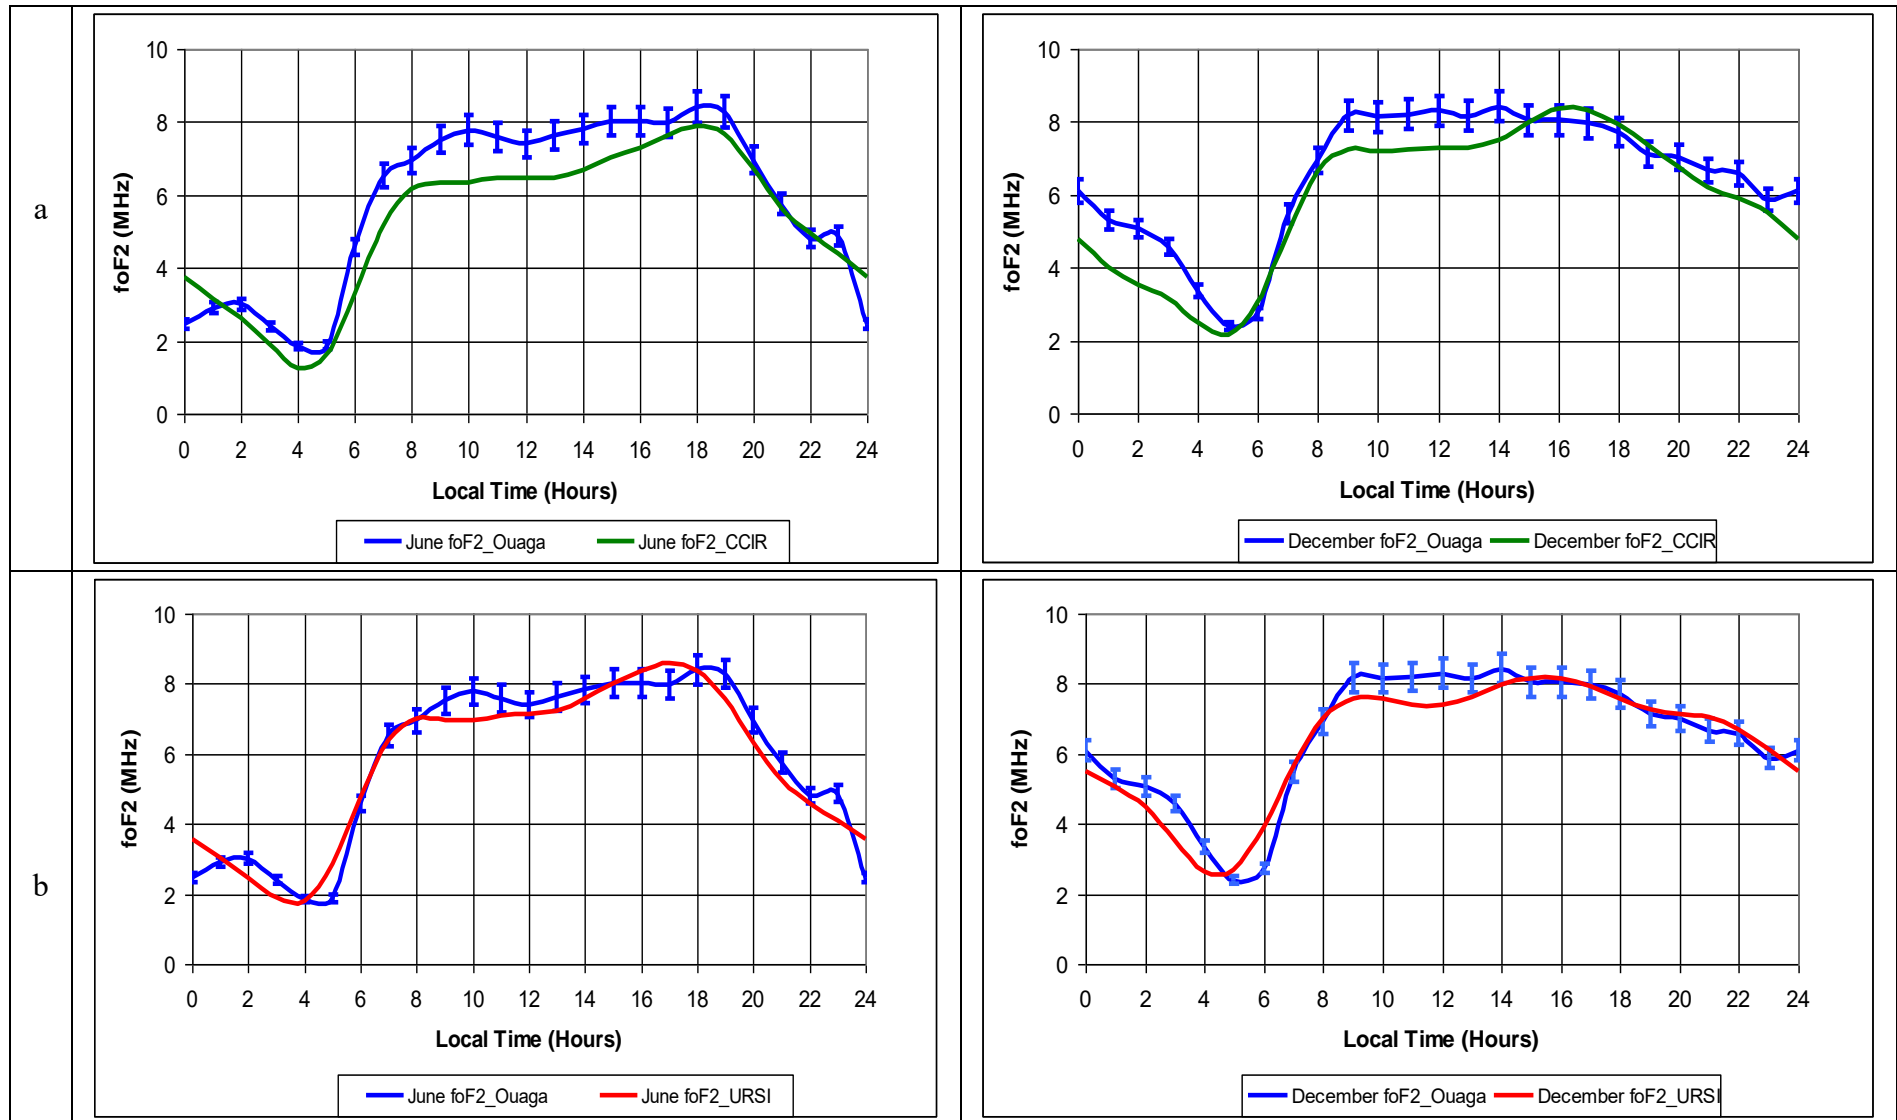 a
foF2 (MHz)
10
8
6
4
2
0
0 2 4 6 8 10 12 14 16 18 20 22 24
Local Time (Hours)
June foF2_Ouaga June foF2_CCIR
foF2 (MHz)
10
8
6
4
2
0
0 2 4 6 8 10 12 14 16 18 20 22 24
Local Time (Hours)
December foF2_Ouaga December foF2_CCIR
b
foF2 (MHz)
10
8
6
4
2
0
0 2 4 6 8 10 12 14 16 18 20 22 24
Local Time (Hours)
June foF2_Ouaga June foF2_URSI
foF2 (MHz)
10
8
6
4
2
0
0 2 4 6 8 10 12 14 16 18 20 22 24
Local Time (Hours)
December foF2_Ouaga December foF2_URSI